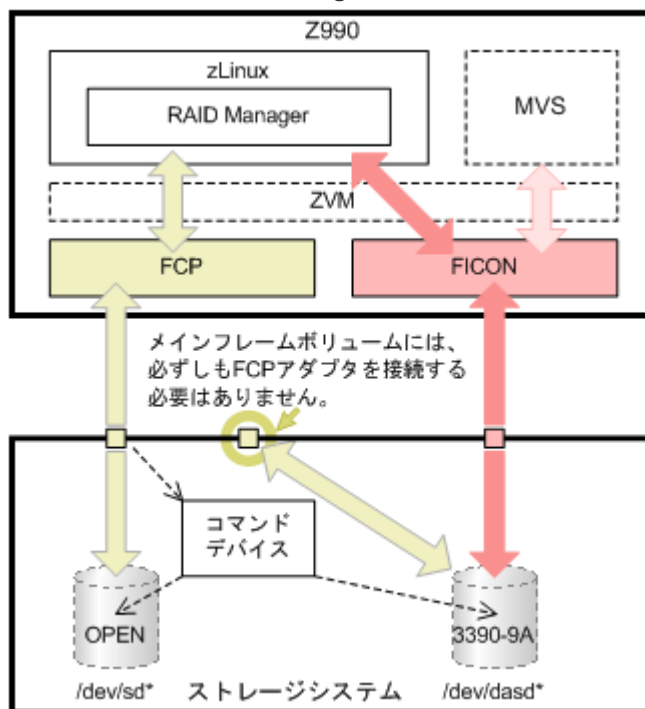 Z990
zLinux
RAID Manager
MVS
ZVM
FCP
FICON
メインフレームボリュームには、
必ずしもFCPアダプタを接続する
必要はありません。
コマンド
デバイス
OPEN
3390-9A
/dev/sd*
ストレージシステム
/dev/dasd*